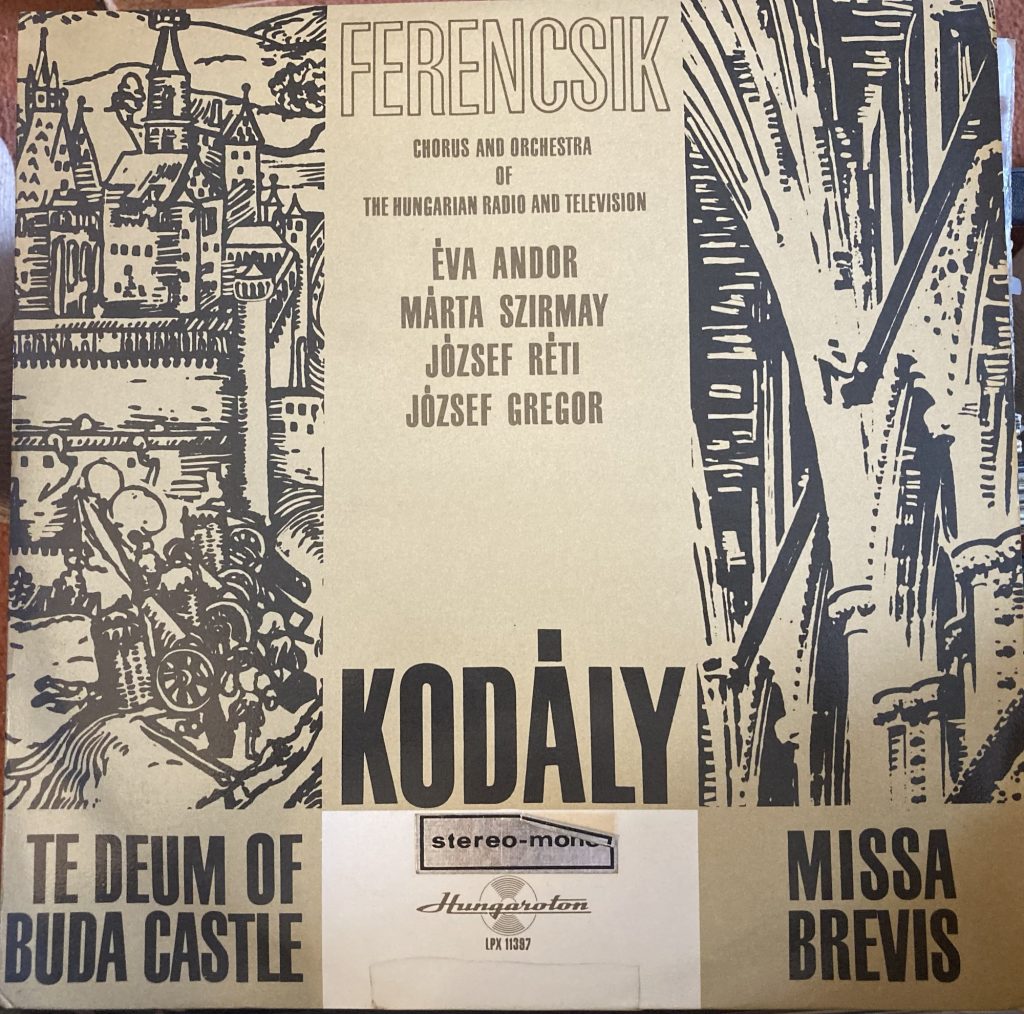 FERENCSIK
CHORUS AND ORCHESTRA
OF
THE HUNGARIAN RADIO AND TELEVISION
ÉVA ANDOR
MÁRTA SZIRMAY
JÓZSEF RÉTI
JÓZSEF GREGOR
KODÁLY
TE DEUM OF
BUDA CASTLE
stereo-mono
Hungaroton
LPX 11397
MISSA
BREVIS